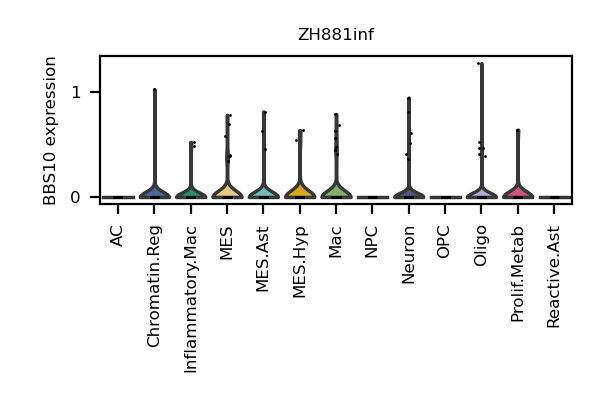 ZH881inf
BBS10 expression
1
0
AC
Chromatin.Reg
Inflammatory.Mac
MES
MES.Ast
MES.Hyp
Mac
NPC
Neuron
OPC
Oligo
Prolif.Metab
Reactive.Ast